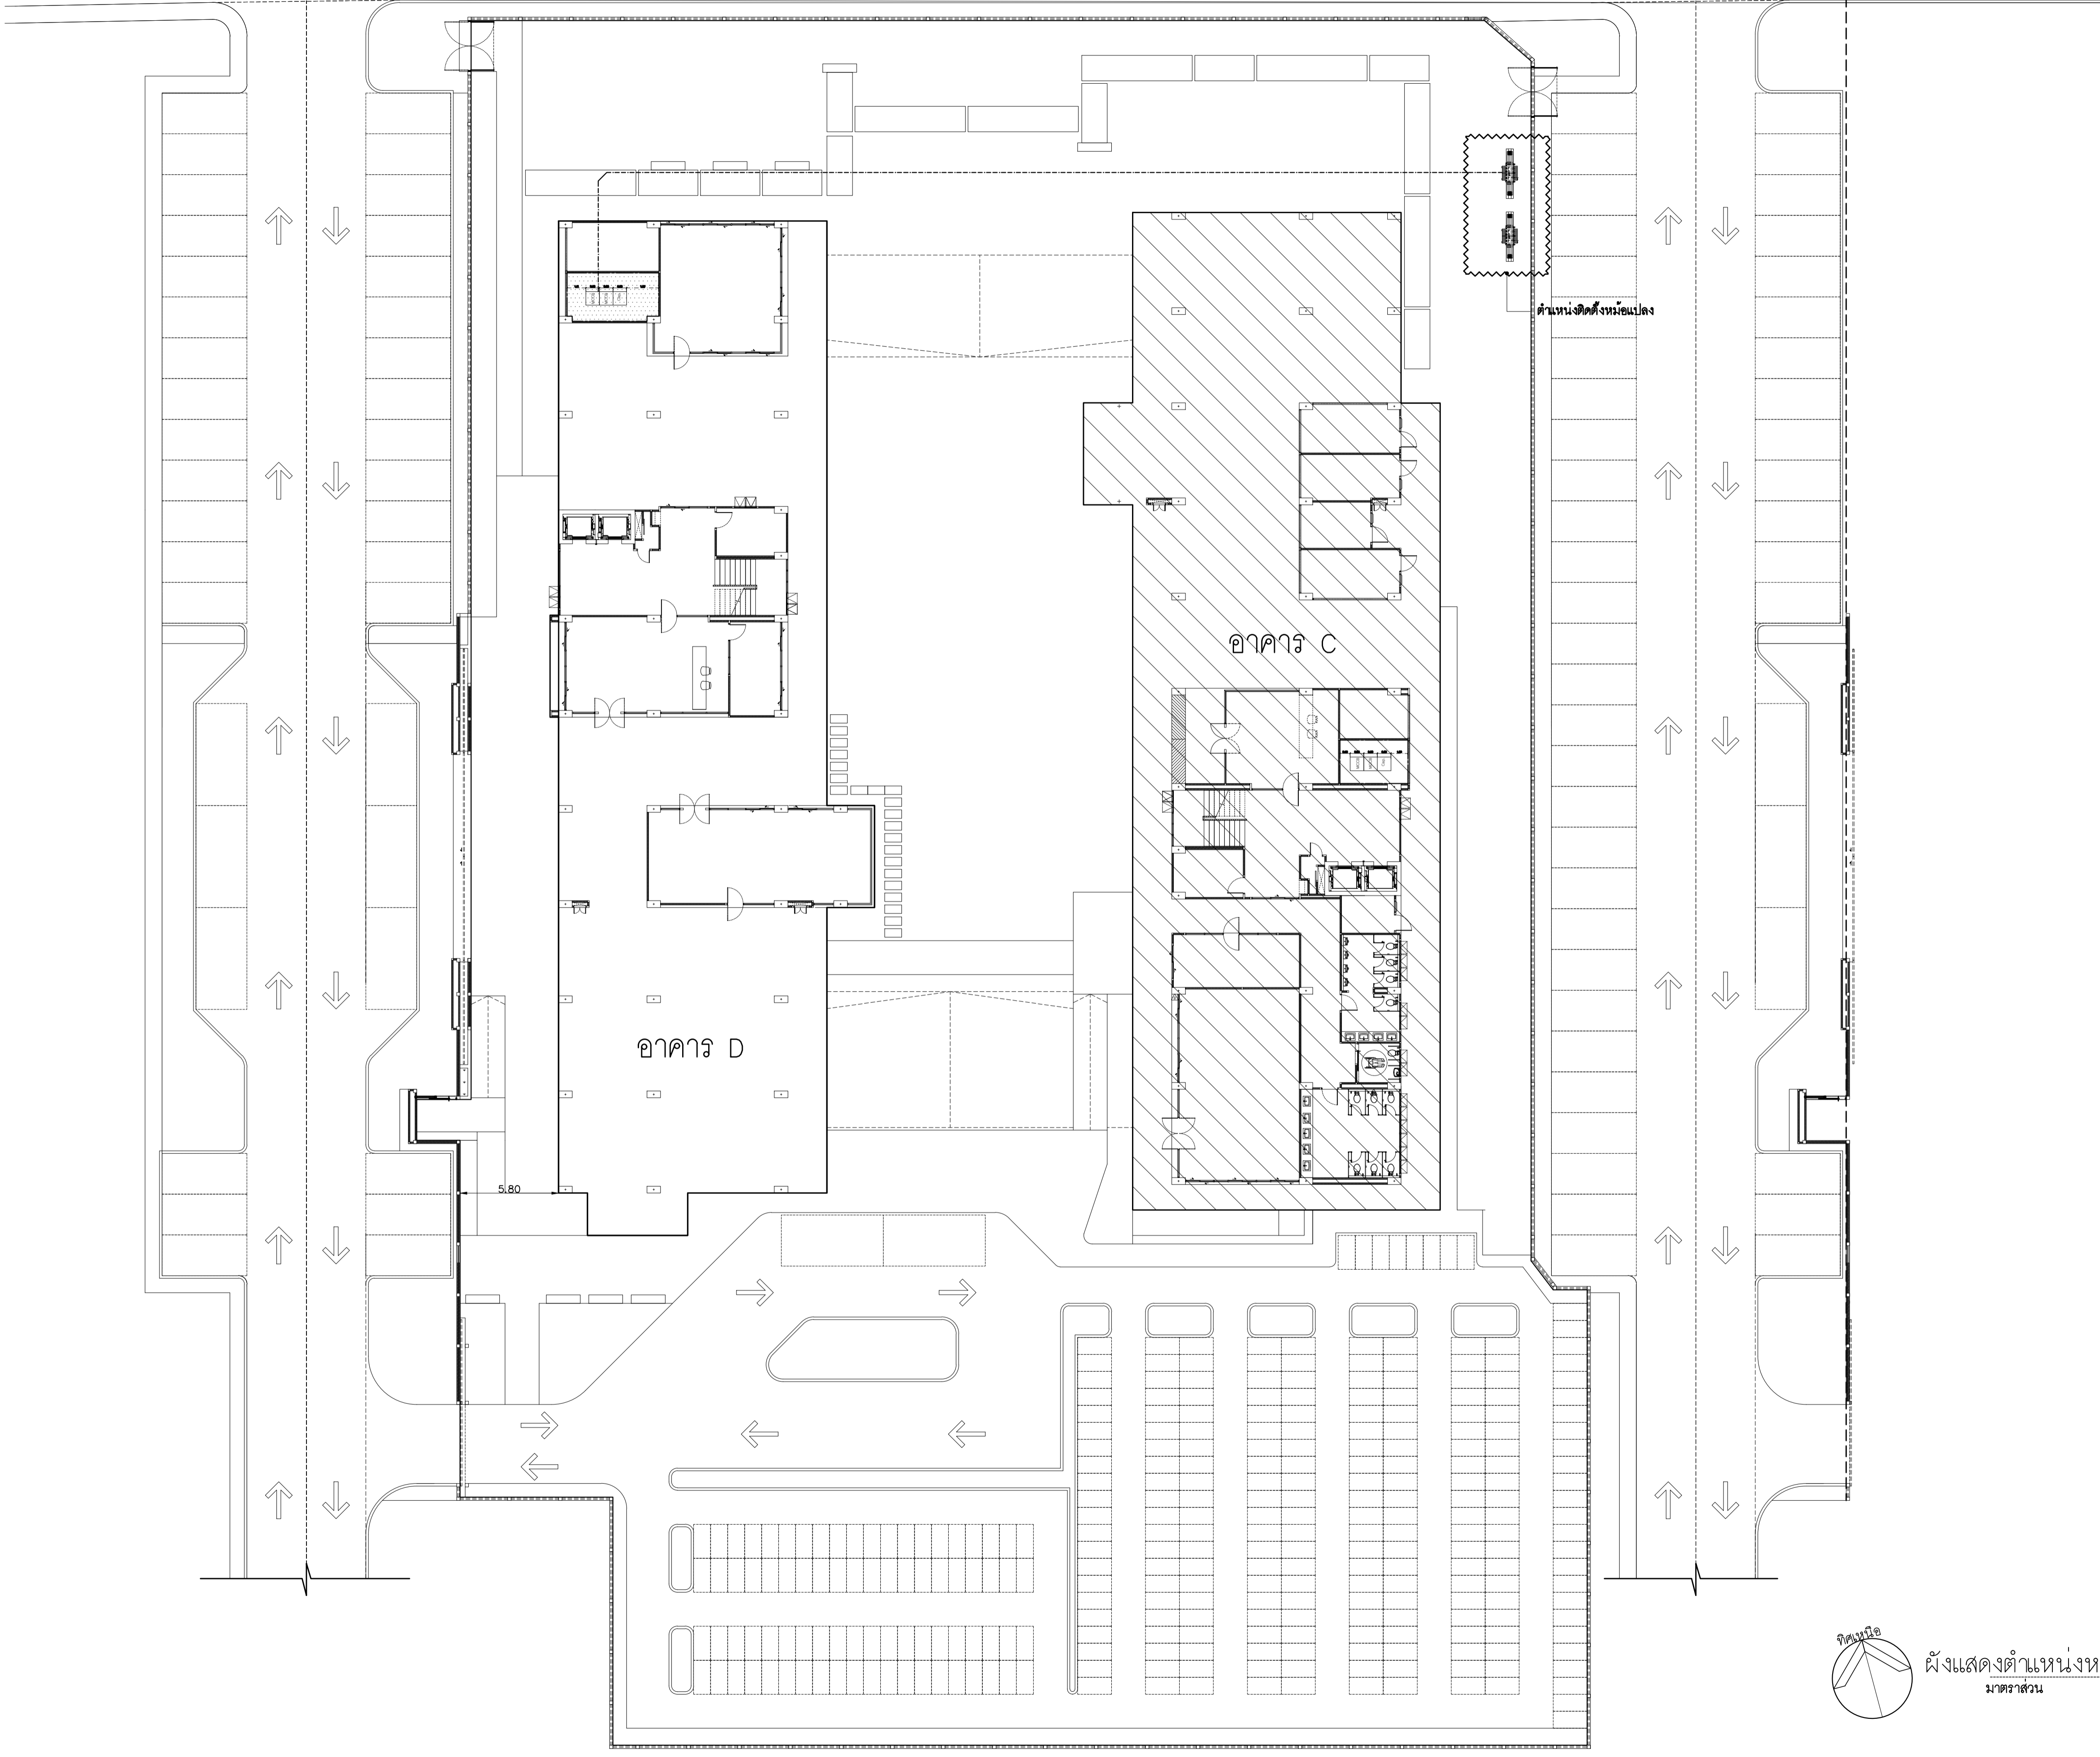 ตำแหน่งติดตั้งหม้อแปลง
อาคาร C
อาคาร D
5.80
ทิศเหนือ
ผังแสดงตำแหน่งห
มาตราส่วน